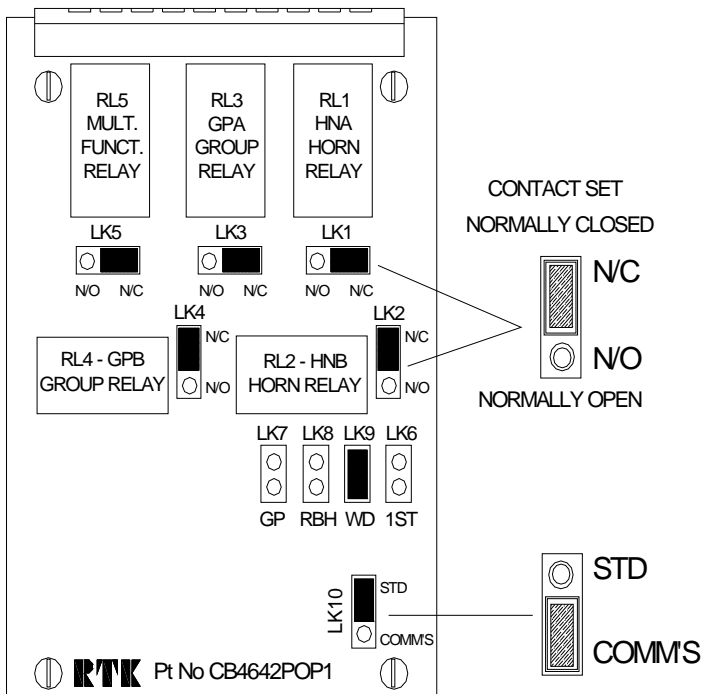 RL5
MULT.
FUNCT.
RELAY
RL3
GPA
GROUP
RELAY
RL1
HNA
HORN
RELAY
LK5
LK3
LK1
N/O N/C
N/O N/C
N/O N/C
LK4
N/C
N/O
LK2
N/C
N/O
RL4 - GPB
GROUP RELAY
RL2 - HNB
HORN RELAY
LK7 LK8 LK9 LK6
GP RBH WD 1ST
LK10
STD
COMM'S
RTK Pt No CB4642POP1
CONTACT SET
NORMALLY CLOSED
N/C
N/O
NORMALLY OPEN
STD
COMM'S